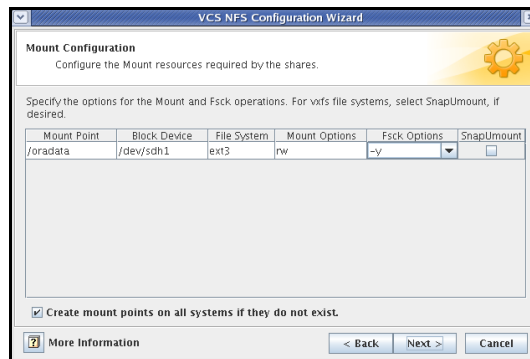 VCS NFS Configuration Wizard
Mount Configuration
Configure the Mount resources required by the shares.
Specify the options for the Mount and Fsck operations. For vxfs file systems, select SnapUmount, if
desired.
Mount Point Block Device File System Mount Options Fsck Options SnapUmount
/oradata /dev/sdh1 ext3 rw -y
Create mount points on all systems if they do not exist.
? More Information < Back Next > Cancel